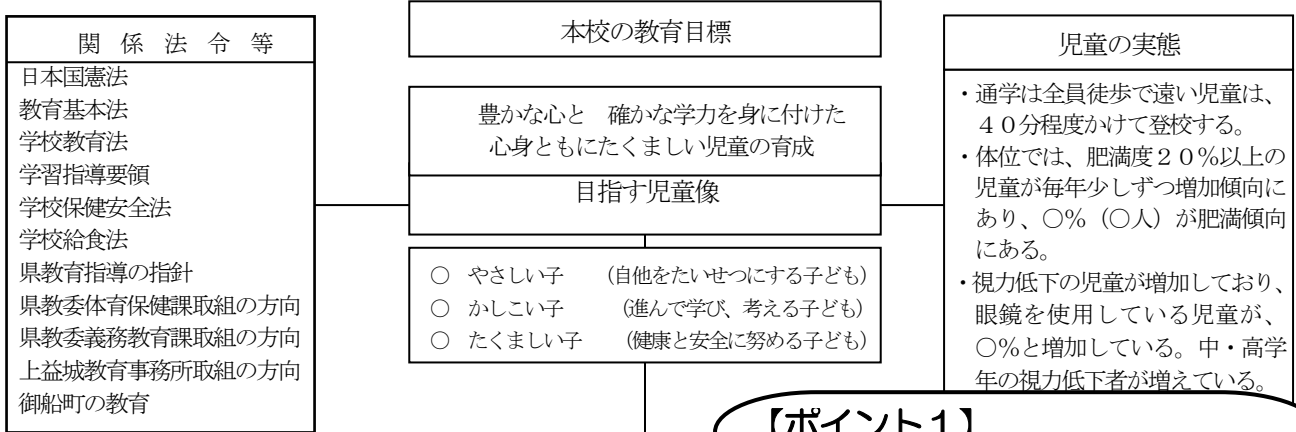 関 係 法 令 等
日本国憲法
教育基本法
学校教育法
学習指導要領
学校保健安全法
学校給食法
県教育指導の指針
県教委体育保健課取組の方向
県教委義務教育課取組の方向
上益城教育事務所取組の方向
御船町の教育
本校の教育目標
豊かな心と 確かな学力を身に付けた
心身ともにたくましい児童の育成
目指す児童像
○ やさしい子 (自他をたいせつにする子ども)
○ かしこい子 (進んで学び、考える子ども)
○ たくましい子 (健康と安全に努める子ども)
児童の実態
・通学は全員徒歩で遠い児童は、
４０分程度かけて登校する。
・体位では、肥満度２０％以上の
児童が毎年少しずつ増加傾向に
あり、○％（○人）が肥満傾向
にある。
・視力低下の児童が増加しており、
眼鏡を使用している児童が、
○％と増加している。中・高学
年の視力低下者が増えている。
【ポイント１】